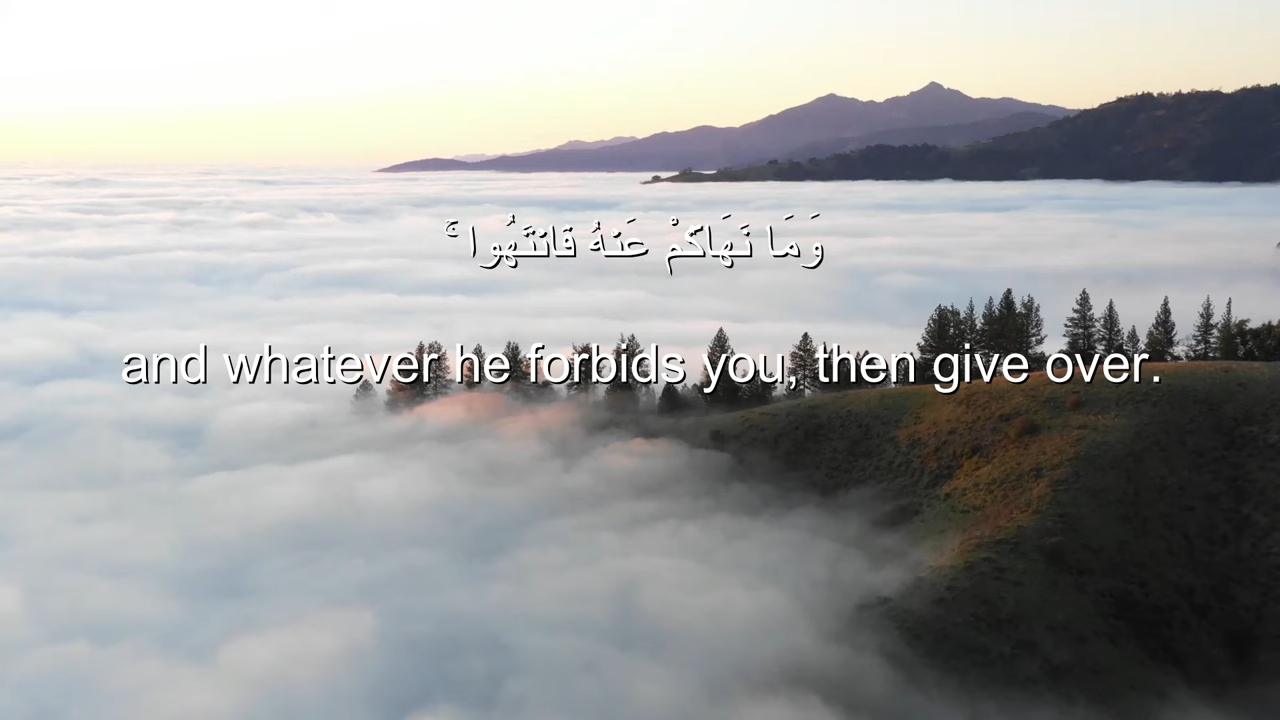 وَمَا نَهَاكُمْ عَنْهُ فَانتَهُوا ۚ
and whatever he forbids you, then give over.